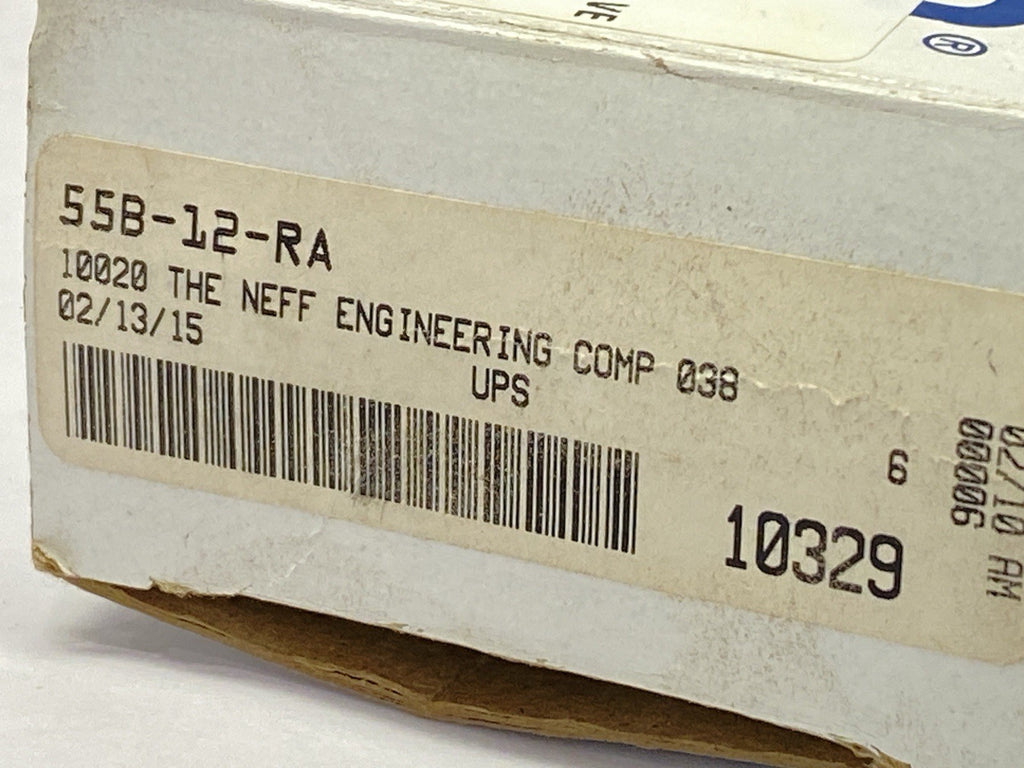 VE
®
55B-12-RA
10020 THE NEFF ENGINEERING COMP 038
02/13/15
UPS
6
10329
02/10 AM
00006